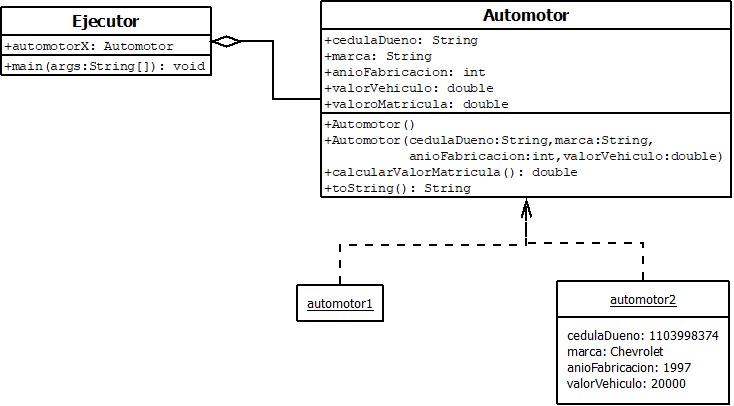 Ejecutor
+automotorX: Automotor
+main(args:String[]): void
Automotor
+cedulaDueno: String
+marca: String
+anioFabricacion: int
+valorVehiculo: double
+valoroMatricula: double
+Automotor()
+Automotor(cedulaDueno:String,marca:String,
anioFabricacion:int,valorVehiculo:double)
+calcularValorMatricula(): double
+toString(): String
automotor1
automotor2
cedulaDueno: 1103998374
marca: Chevrolet
anioFabricacion: 1997
valorVehiculo: 20000